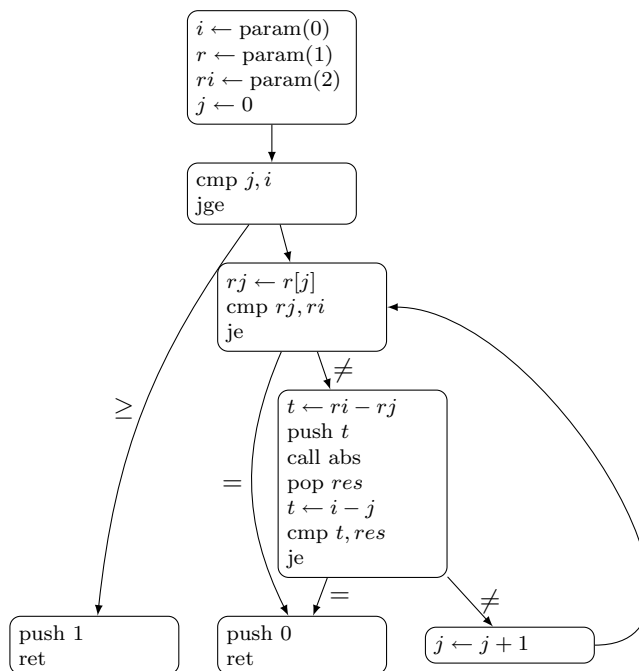 i ← param(0)
r ← param(1)
ri ← param(2)
j ← 0
cmp j, i
jge
rj ← r[j]
cmp rj, ri
je
≠
≥
t ← ri − rj
push t
call abs
pop res
t ← i − j
cmp t, res
je
=
=
≠
push 1
ret
push 0
ret
j ← j + 1